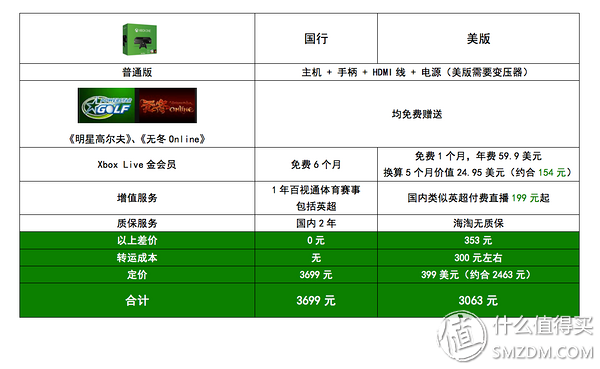 国行
美版
普通版
主机 + 手柄 + HDMI 线 + 电源（美版需要变压器）
GOLF
Online
《明星高尔夫》、《无冬 Online》
均免费赠送
Xbox Live 金会员
免费 6 个月
免费 1 个月，年费 59.9 美元
换算 5 个月价值 24.95 美元（约合 154 元）
增值服务
1 年百视通体育赛事
包括英超
国内类似英超付费直播 199 元起
质保服务
国内 2 年
海淘无质保
以上差价
0 元
353 元
转运成本
无
300 元左右
定价
3699 元
399 美元（约合 2463 元）
合计
3699 元
3063 元
值 什么值得买
SMZDM.COM